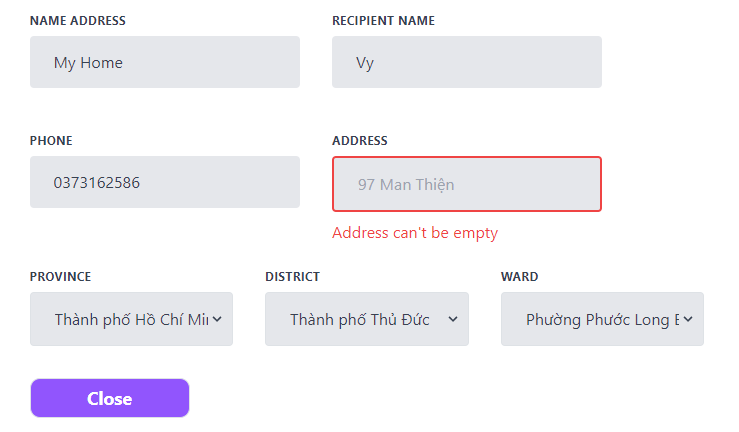 NAME ADDRESS
RECIPIENT NAME
My Home
Vy
PHONE
ADDRESS
0373162586
97 Man Thiện
Address can't be empty
PROVINCE
DISTRICT
WARD
Thành phố Hồ Chí Min
Thành phố Thủ Đức
Phường Phước Long B
Close